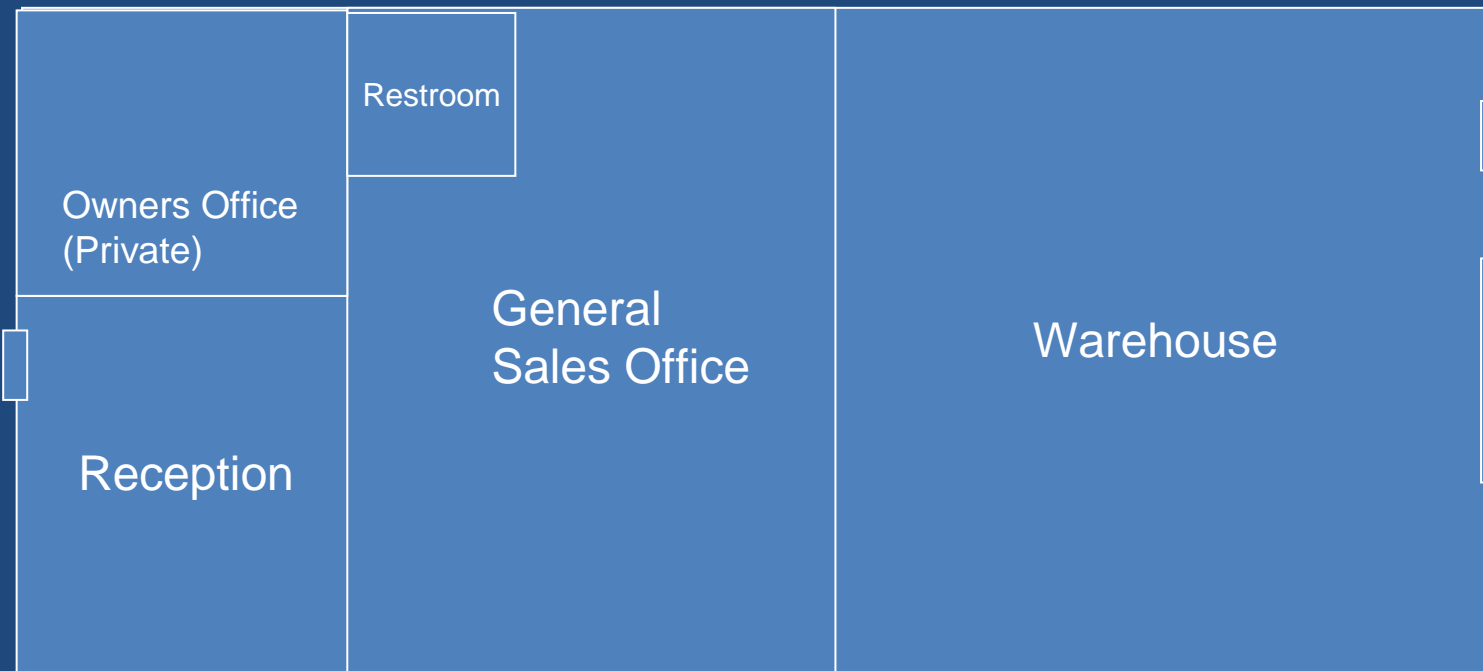 Restroom
Owners Office
(Private)
General
Sales Office
Warehouse
Reception